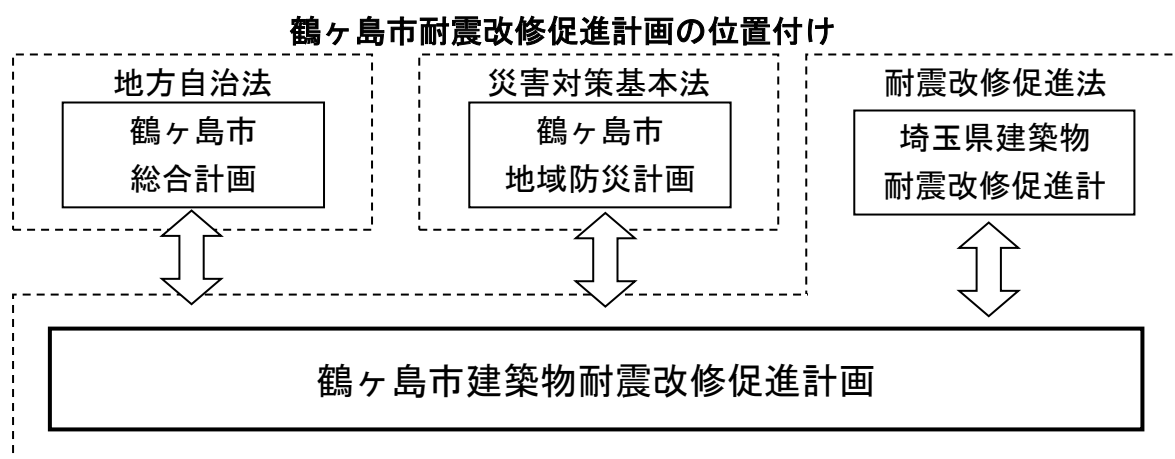 鶴ヶ島市耐震改修促進計画の位置付け
地方自治法
鶴ヶ島市
総合計画
災害対策基本法
鶴ヶ島市
地域防災計画
耐震改修促進法
埼玉県建築物
耐震改修促進計
鶴ヶ島市建築物耐震改修促進計画